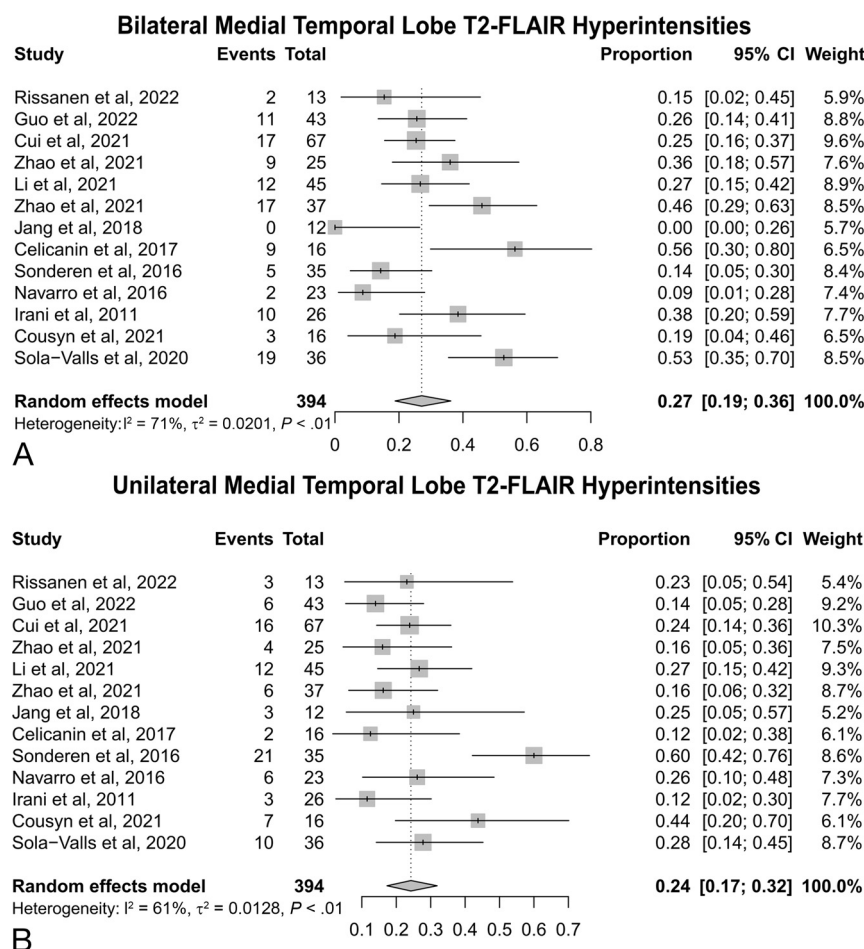 Bilateral Medial Temporal Lobe T2-FLAIR Hyperintensities
Study Events Total Proportion 95% CI Weight
Rissanen et al, 2022 2 13 0.15 [0.02; 0.45] 5.9%
Guo et al, 2022 11 43 0.26 [0.14; 0.41] 8.8%
Cui et al, 2021 17 67 0.25 [0.16; 0.37] 9.6%
Zhao et al, 2021 9 25 0.36 [0.18; 0.57] 7.6%
Li et al, 2021 12 45 0.27 [0.15; 0.42] 8.9%
Zhao et al, 2021 17 37 0.46 [0.29; 0.63] 8.5%
Jang et al, 2018 0 12 0.00 [0.00; 0.26] 5.7%
Celicanin et al, 2017 9 16 0.56 [0.30; 0.80] 6.5%
Sonderen et al, 2016 5 35 0.14 [0.05; 0.30] 8.4%
Navarro et al, 2016 2 23 0.09 [0.01; 0.28] 7.4%
Irani et al, 2011 10 26 0.38 [0.20; 0.59] 7.7%
Cousyn et al, 2021 3 16 0.19 [0.04; 0.46] 6.5%
Sola−Valls et al, 2020 19 36 0.53 [0.35; 0.70] 8.5%
Random effects model 394 0.27 [0.19; 0.36] 100.0%
Heterogeneity: I² = 71%, τ² = 0.0201, P < .01
0 0.2 0.4 0.6 0.8
A
Unilateral Medial Temporal Lobe T2-FLAIR Hyperintensities
Study Events Total Proportion 95% CI Weight
Rissanen et al, 2022 3 13 0.23 [0.05; 0.54] 5.4%
Guo et al, 2022 6 43 0.14 [0.05; 0.28] 9.2%
Cui et al, 2021 16 67 0.24 [0.14; 0.36] 10.3%
Zhao et al, 2021 4 25 0.16 [0.05; 0.36] 7.5%
Li et al, 2021 12 45 0.27 [0.15; 0.42] 9.3%
Zhao et al, 2021 6 37 0.16 [0.06; 0.32] 8.7%
Jang et al, 2018 3 12 0.25 [0.05; 0.57] 5.2%
Celicanin et al, 2017 2 16 0.12 [0.02; 0.38] 6.1%
Sonderen et al, 2016 21 35 0.60 [0.42; 0.76] 8.6%
Navarro et al, 2016 6 23 0.26 [0.10; 0.48] 7.3%
Irani et al, 2011 3 26 0.12 [0.02; 0.30] 7.7%
Cousyn et al, 2021 7 16 0.44 [0.20; 0.70] 6.1%
Sola−Valls et al, 2020 10 36 0.28 [0.14; 0.45] 8.7%
Random effects model 394 0.24 [0.17; 0.32] 100.0%
Heterogeneity: I² = 61%, τ² = 0.0128, P < .01
0.1 0.2 0.3 0.4 0.5 0.6 0.7
B